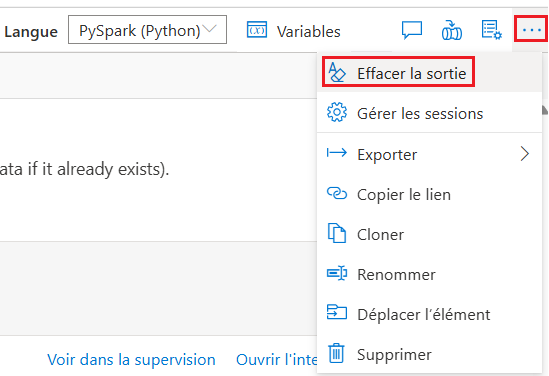 Langue PySpark (Python) Variables
Effacer la sortie
Gérer les sessions
ata if it already exists).
Exporter
Copier le lien
Cloner
Renommer
Déplacer l'élément
Voir dans la supervision Ouvrir l'inte
Supprimer